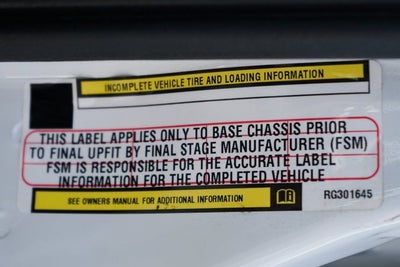 INCOMPLETE VEHICLE TIRE AND LOADING INFORMATION
THIS LABEL APPLIES ONLY TO BASE CHASSIS PRIOR
TO FINAL UPFIT BY FINAL STAGE MANUFACTURER (FSM)
FSM IS RESPONSIBLE FOR THE ACCURATE LABEL
INFORMATION FOR THE COMPLETED VEHICLE
SEE OWNERS MANUAL FOR ADDITIONAL INFORMATION
RG301645